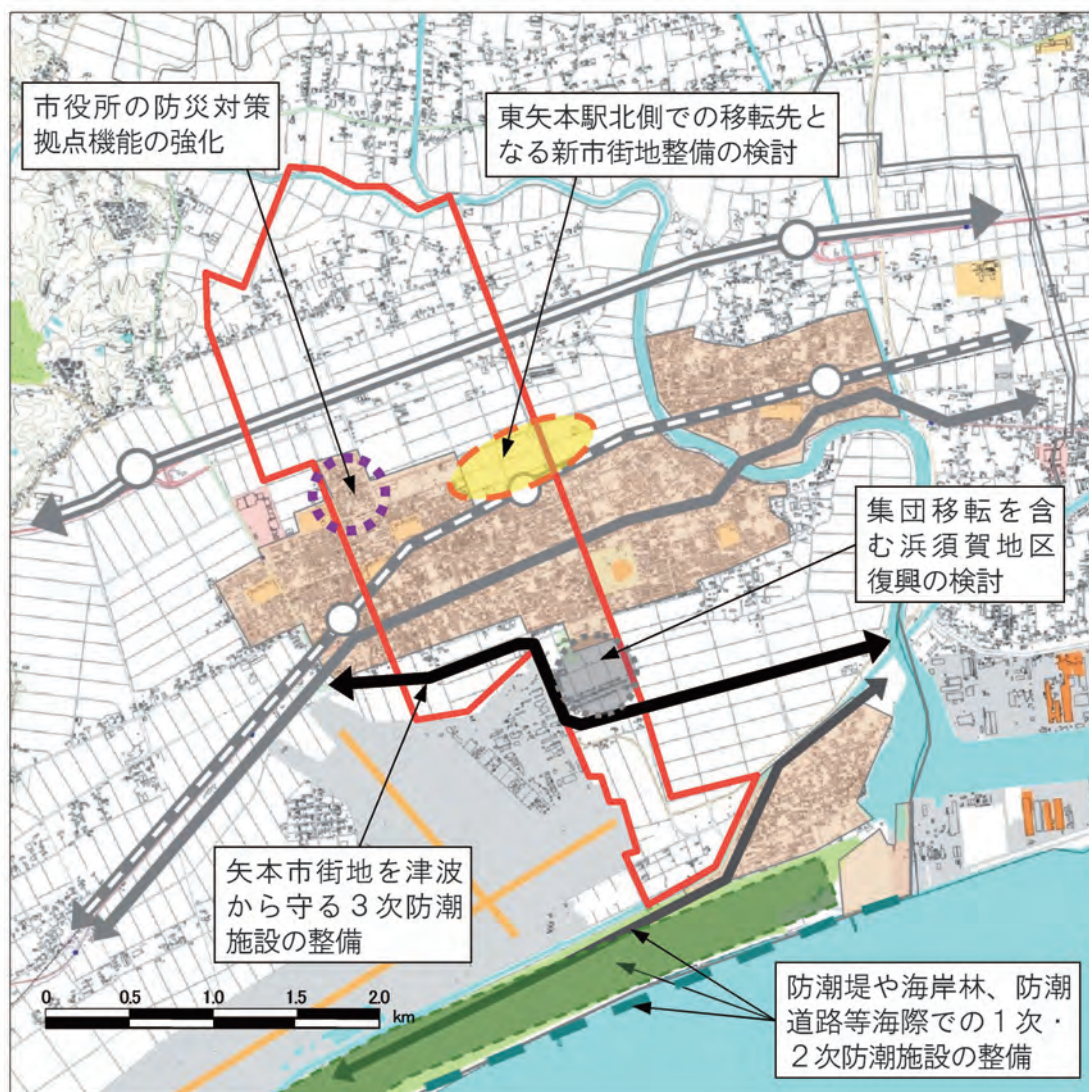 市役所の防災対策
拠点機能の強化
東矢本駅北側での移転先と
なる新市街地整備の検討
集団移転を含
む浜須賀地区
復興の検討
矢本市街地を津波
から守る3次防潮
施設の整備
防潮堤や海岸林、防潮
道路等海際での1次・
2次防潮施設の整備
0 0.5 1.0 1.5 2.0
km